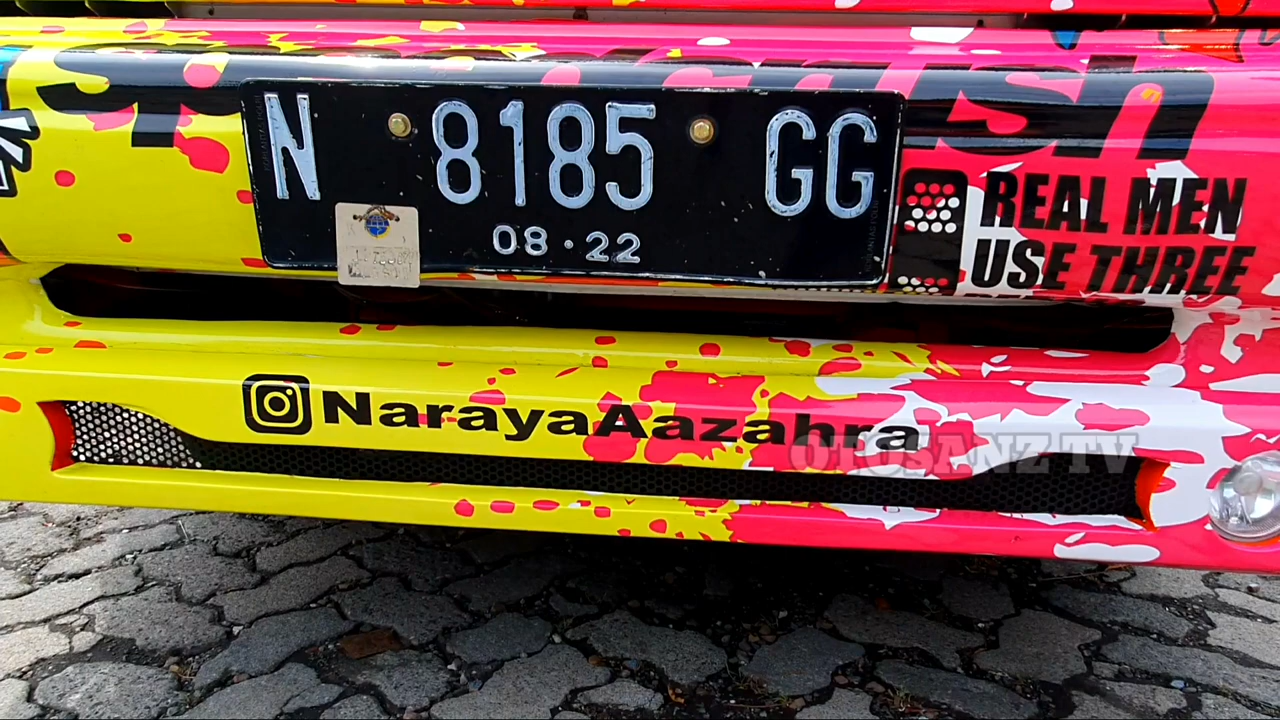 N 8185 GG
08·22
REAL MEN
USE THREE
NarayaAazahra
OTOSANZ TV